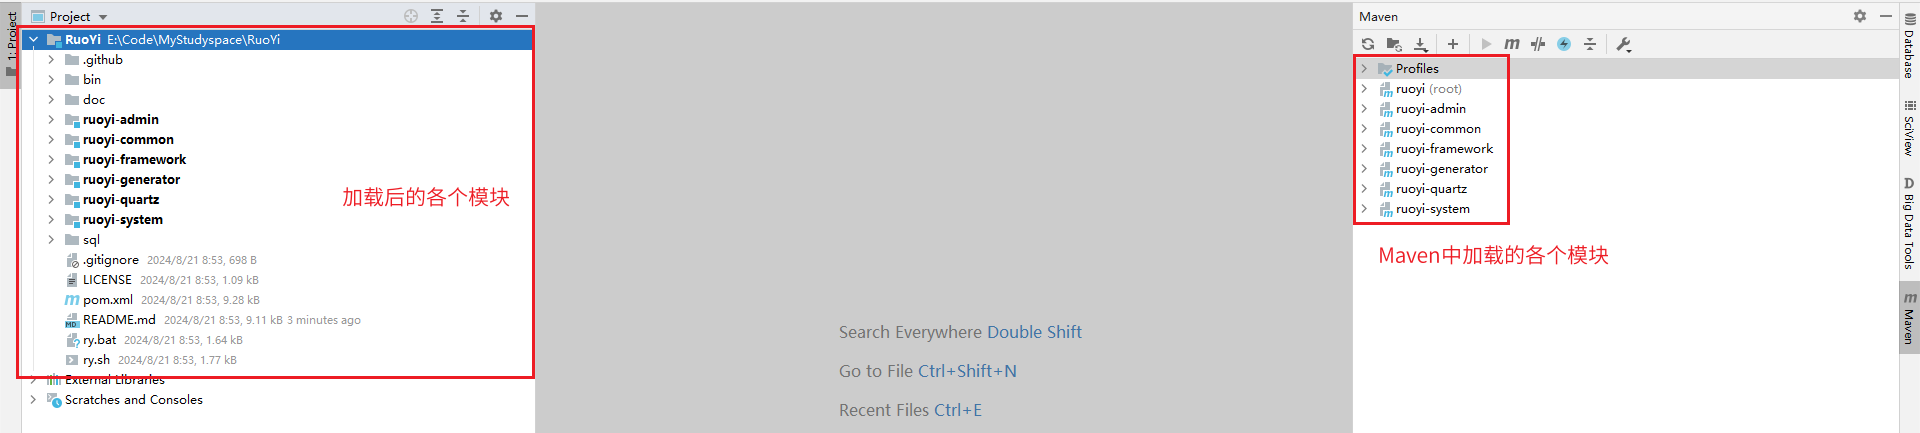 Project
1: Project
RuoYi E:\Code\MyStudyspace\RuoYi
.github
bin
doc
ruoyi-admin
ruoyi-common
ruoyi-framework
ruoyi-generator
ruoyi-quartz
ruoyi-system
sql
.gitignore 2024/8/21 8:53, 698 B
LICENSE 2024/8/21 8:53, 1.09 kB
pom.xml 2024/8/21 8:53, 9.28 kB
README.md 2024/8/21 8:53, 9.11 kB 3 minutes ago
ry.bat 2024/8/21 8:53, 1.64 kB
ry.sh 2024/8/21 8:53, 1.77 kB
External Libraries
Scratches and Consoles
加载后的各个模块
Search Everywhere Double Shift
Go to File Ctrl+Shift+N
Recent Files Ctrl+E
Maven
Profiles
ruoyi (root)
ruoyi-admin
ruoyi-common
ruoyi-framework
ruoyi-generator
ruoyi-quartz
ruoyi-system
Maven中加载的各个模块
Database
SciView
D Big Data Tools
m Maven